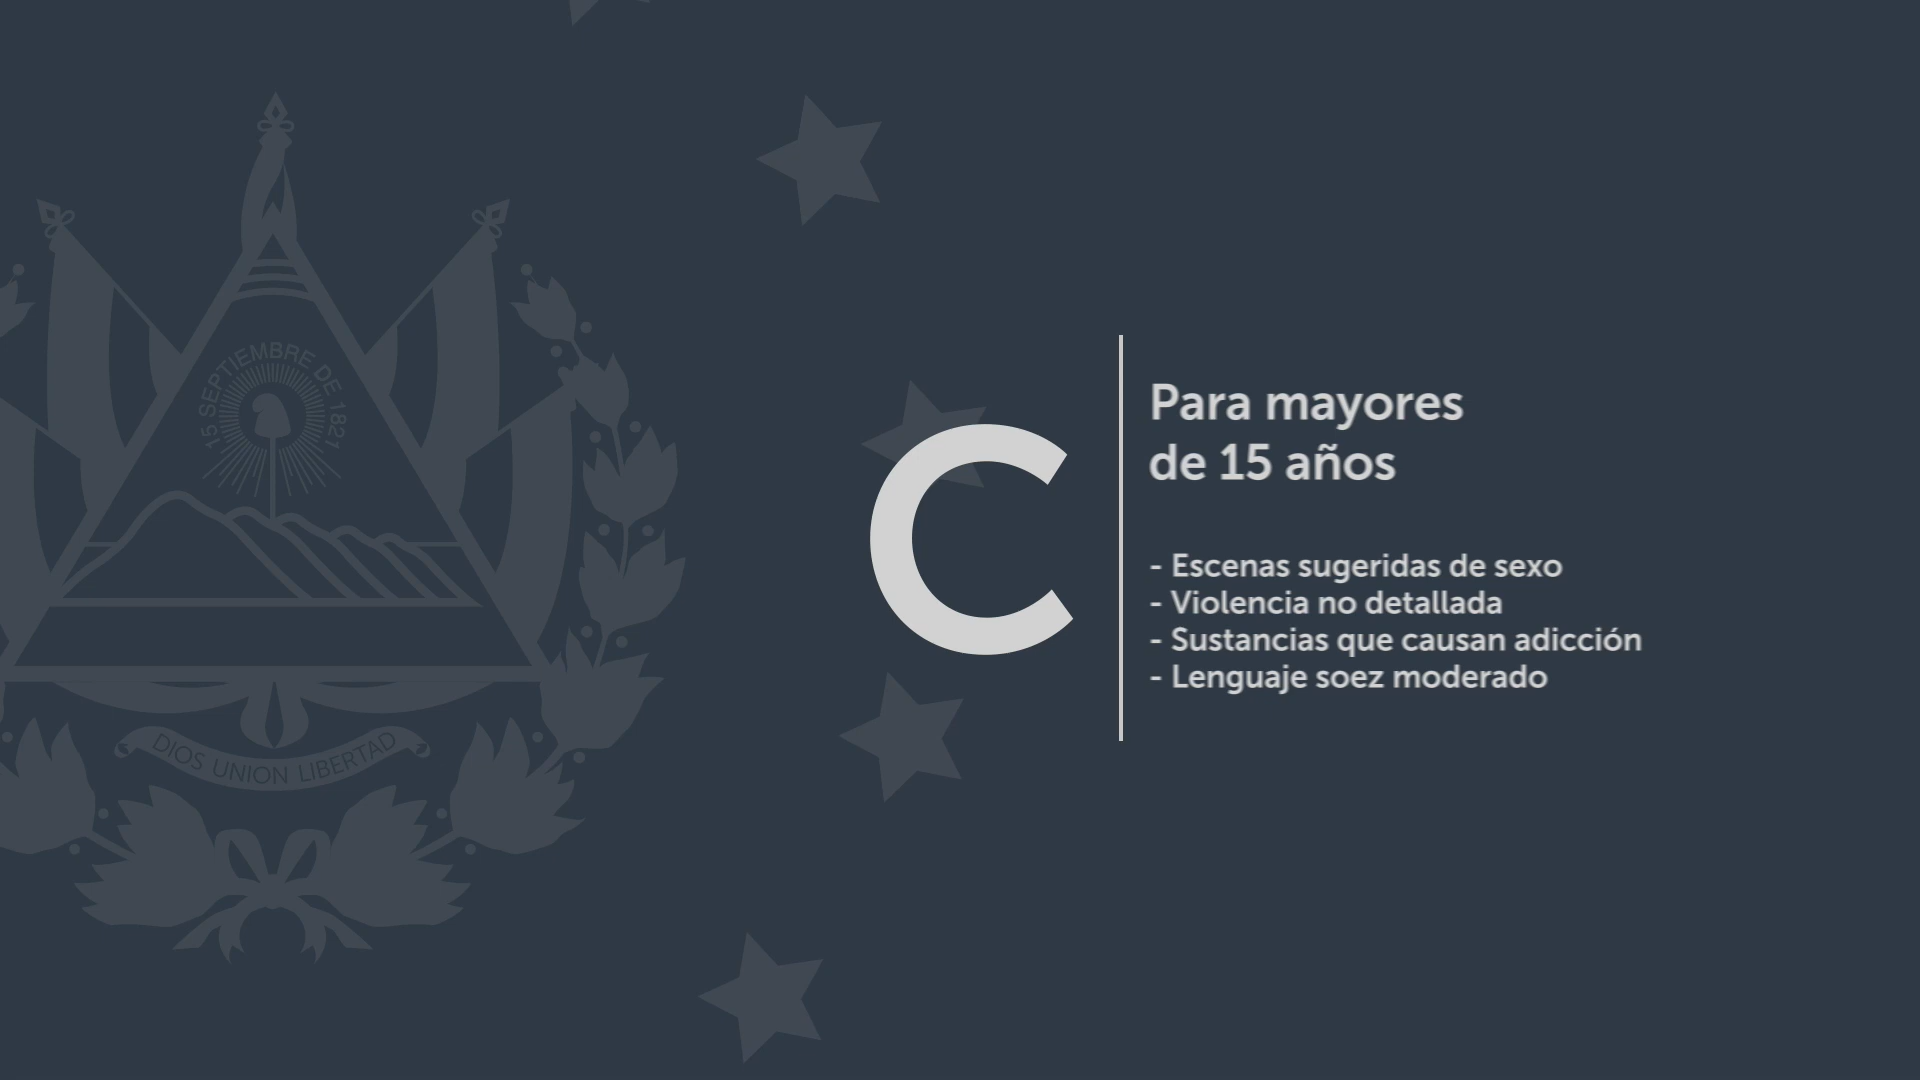 15 SEPTIEMBRE DE 1821
DIOS UNION LIBERTAD
C
Para mayores
de 15 años
- Escenas sugeridas de sexo
- Violencia no detallada
- Sustancias que causan adicción
- Lenguaje soez moderado